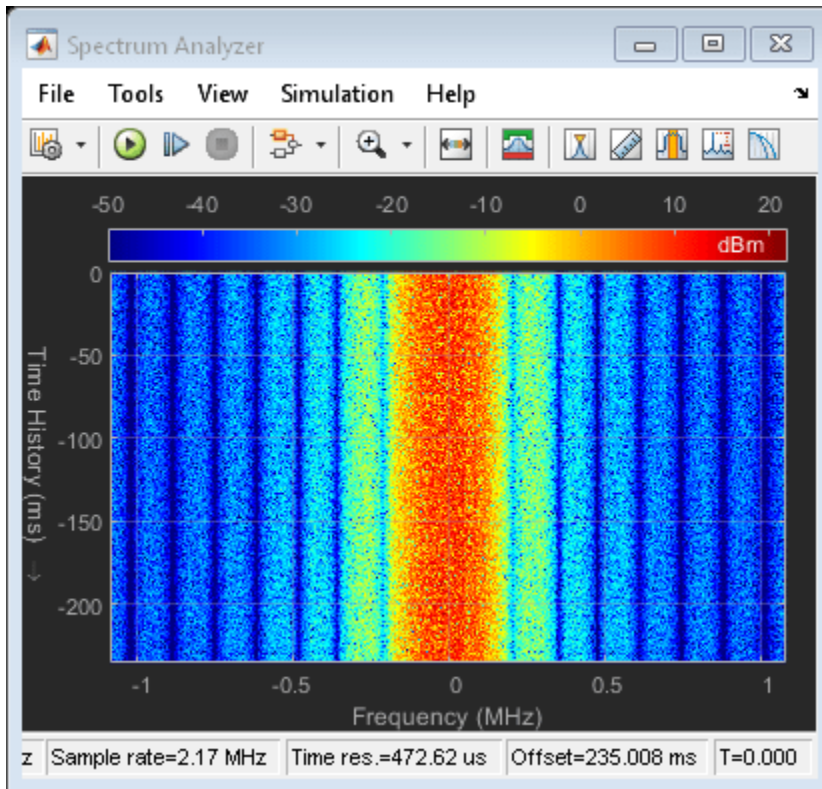 Spectrum Analyzer
File Tools View Simulation Help
-50 -40 -30 -20 -10 0 10 20
dBm
0
-50
-100
-150
-200
Time History (ms) →
-1 -0.5 0 0.5 1
Frequency (MHz)
z Sample rate=2.17 MHz Time res.=472.62 us Offset=235.008 ms T=0.000